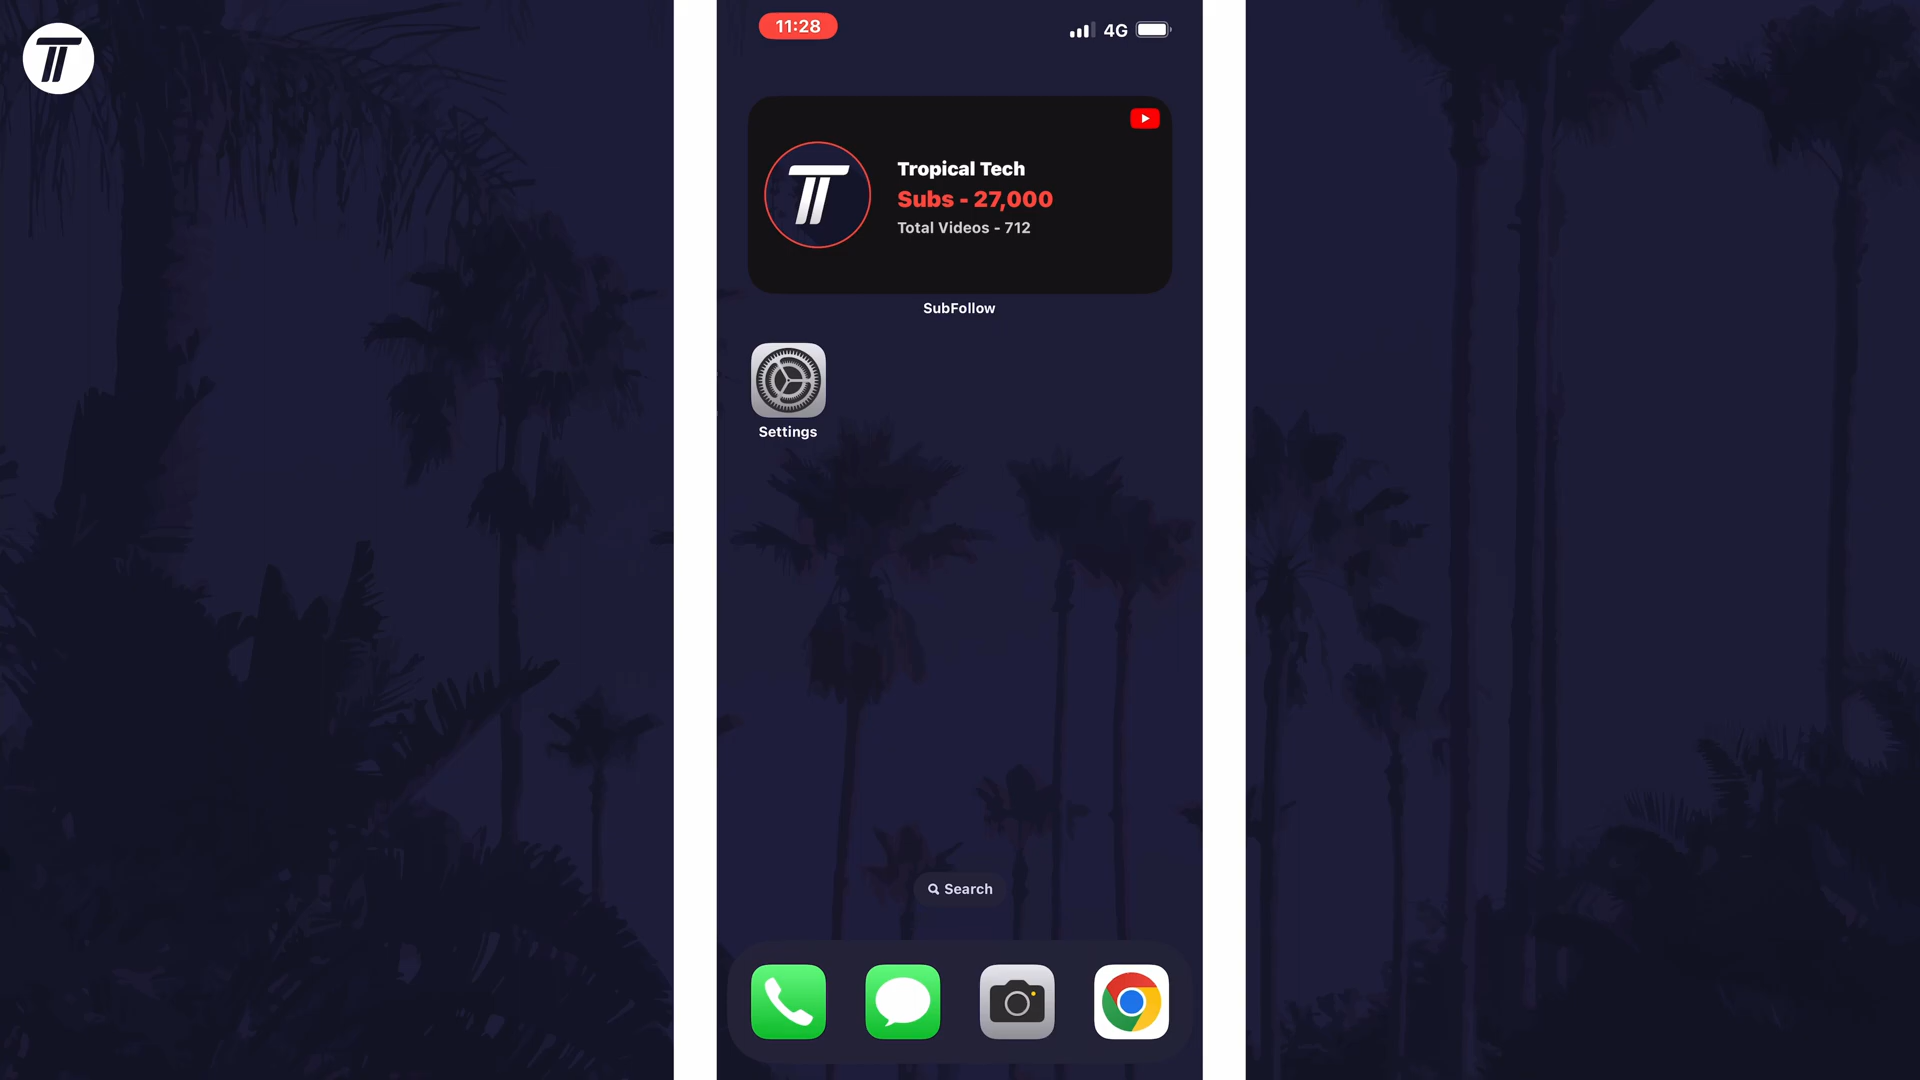 11:28
4G
Tropical Tech
Subs - 27,000
Total Videos - 712
SubFollow
Settings
Search